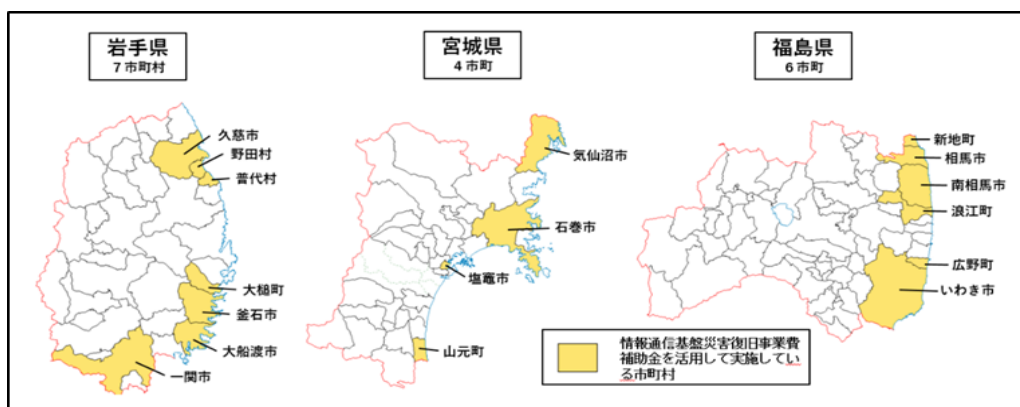 岩手県
7市町村
宮城県
4市町
福島県
6市町
久慈市
野田村
普代村
大槌町
釜石市
大船渡市
一関市
気仙沼市
石巻市
塩竈市
山元町
新地町
相馬市
南相馬市
浪江町
広野町
いわき市
情報通信基盤災害復旧事業費
補助金を活用して実施してい
る市町村